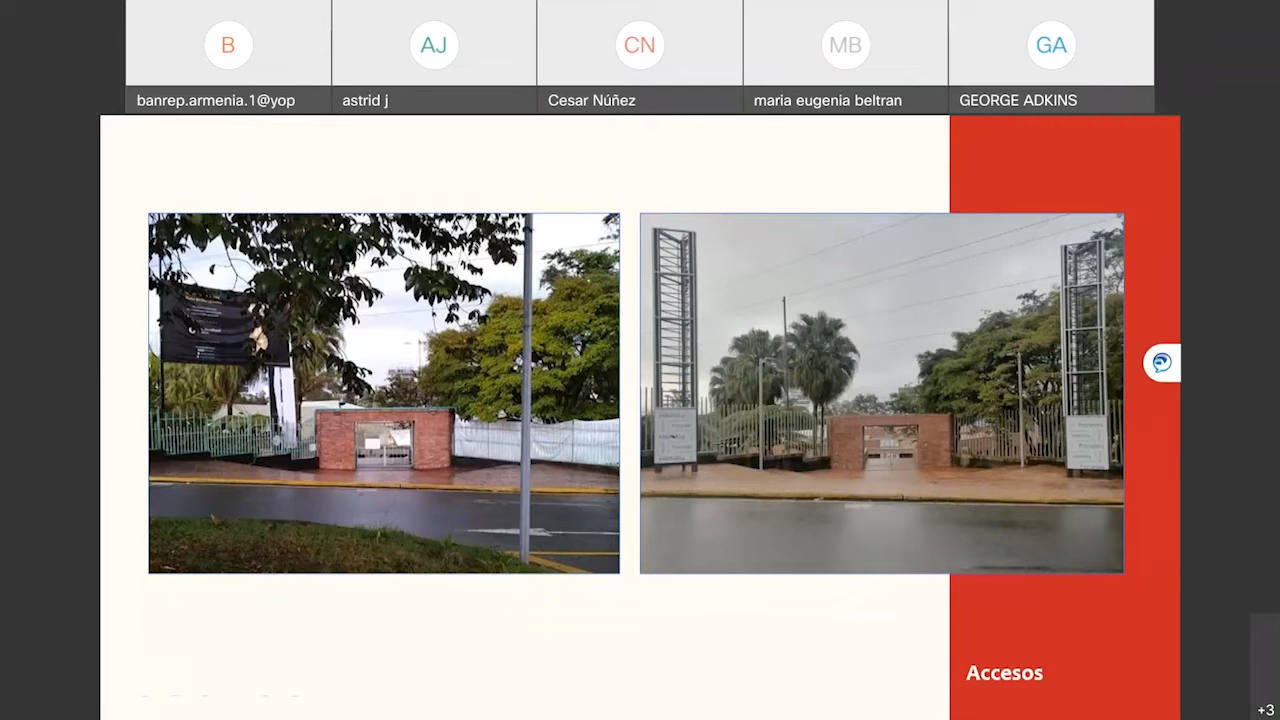 B
AJ
CN
MB
GA
banrep.armenia.1@yop
astrid j
Cesar Núñez
maria eugenia beltran
GEORGE ADKINS
Accesos
+3